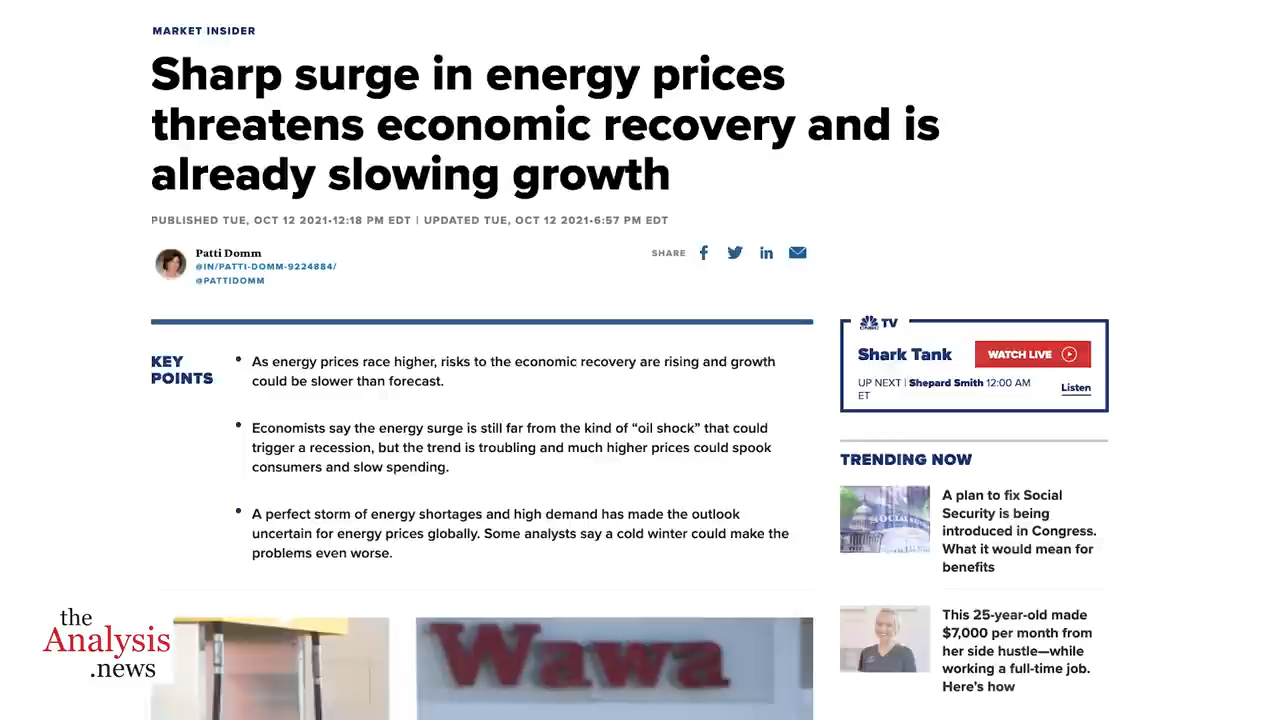 MARKET INSIDER
Sharp surge in energy prices
threatens economic recovery and is
already slowing growth
PUBLISHED TUE, OCT 12 2021•12:18 PM EDT | UPDATED TUE, OCT 12 2021•6:57 PM EDT
Patti Domm
@IN/PATTI-DOMM-9224884/
@PATTIDOMM
SHARE
KEY
POINTS
• As energy prices race higher, risks to the economic recovery are rising and growth
could be slower than forecast.
• Economists say the energy surge is still far from the kind of “oil shock” that could
trigger a recession, but the trend is troubling and much higher prices could spook
consumers and slow spending.
• A perfect storm of energy shortages and high demand has made the outlook
uncertain for energy prices globally. Some analysts say a cold winter could make the
problems even worse.
CNBC TV
Shark Tank
WATCH LIVE
UP NEXT | Shepard Smith 12:00 AM
ET
Listen
TRENDING NOW
A plan to fix Social
Security is being
introduced in Congress.
What it would mean for
benefits
SOCIAL
This 25-year-old made
$7,000 per month from
her side hustle—while
working a full-time job.
Here’s how
Wawa
the
Analysis
.news